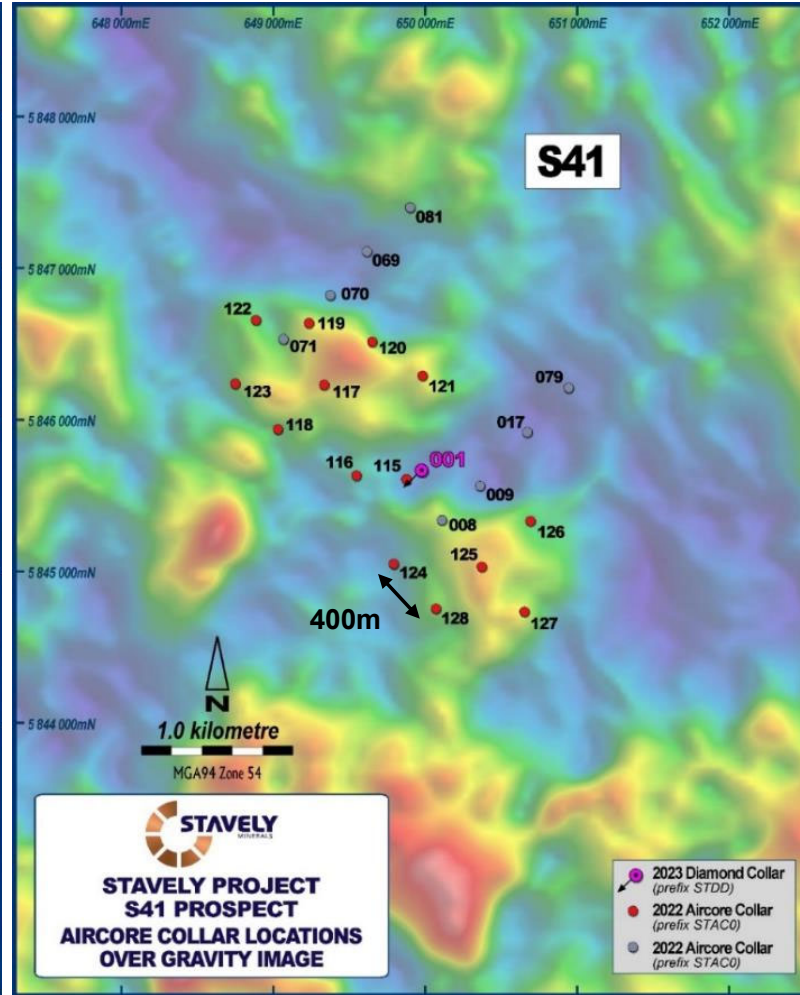 648 000mE
649 000mE
650 000mE
651 000mE
652 000mE
5 848 000mN
S41
081
5 847 000mN
069
070
122
119
071
120
079
123
117
121
017
5 846 000mN
118
116
115
001
009
008
126
125
5 845 000mN
124
400m
128
127
N
5 844 000mN
1.0 kilometre
MGA94 Zone 54
STAVELY
MINERALS
STAVELY PROJECT
S41 PROSPECT
AIRCORE COLLAR LOCATIONS
OVER GRAVITY IMAGE
2023 Diamond Collar
(prefix STDD)
2022 Aircore Collar
(prefix STAC0)
2022 Aircore Collar
(prefix STAC0)